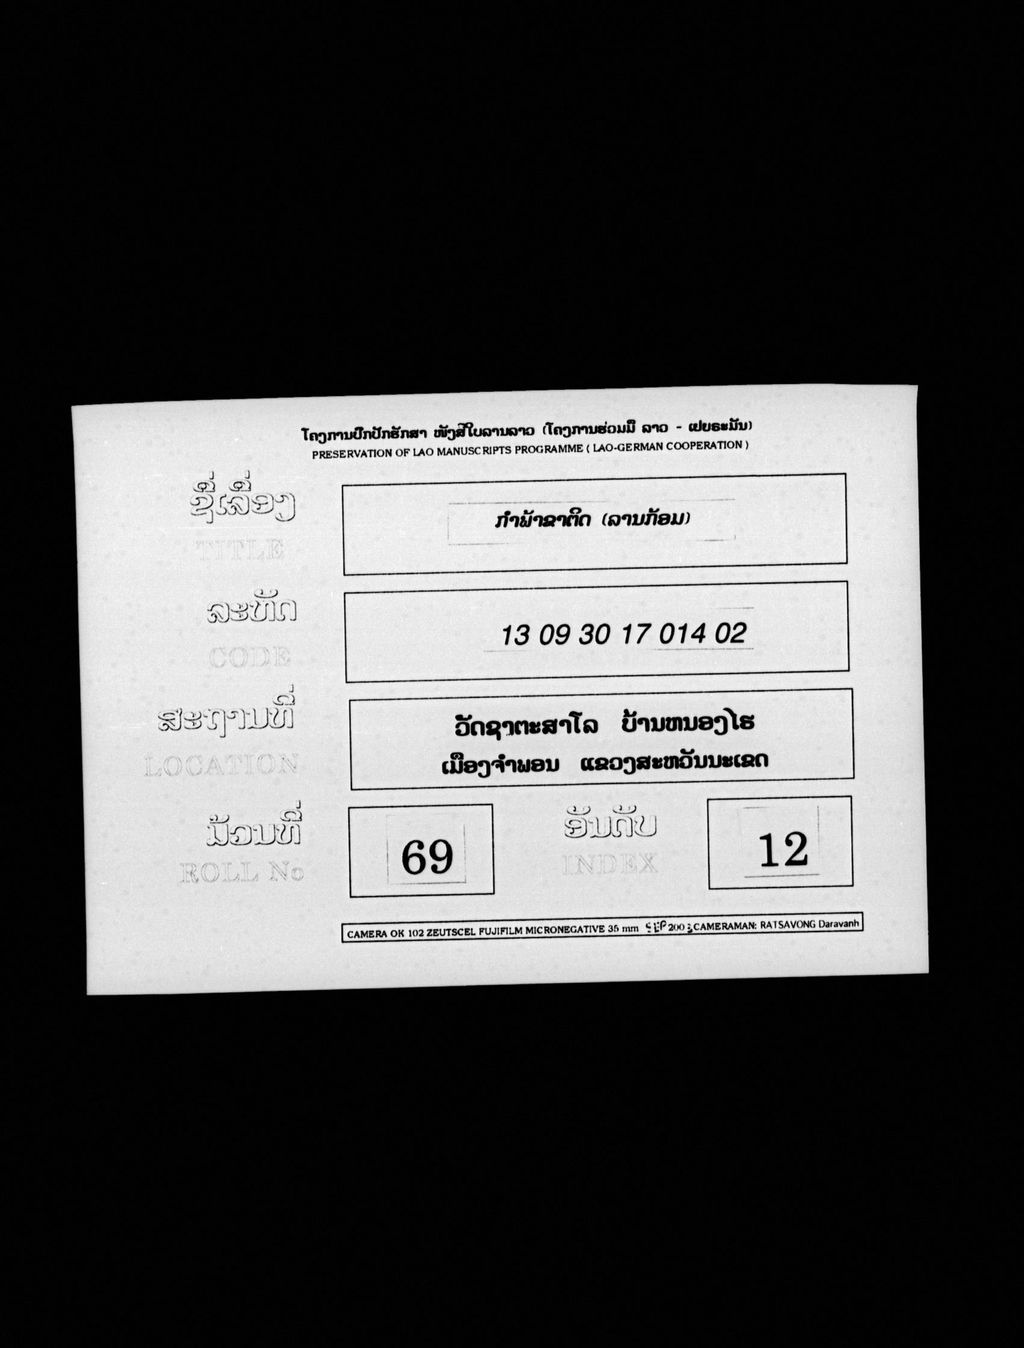 ໂຄງການປົກປັກຮັກສາ ໜັງສືໃບລານລາວ (ໂຄງການຮ່ວມມື ລາວ - ເຢຍຣະມັນ)
PRESERVATION OF LAO MANUSCRIPTS PROGRAMME ( LAO-GERMAN COOPERATION )
ຊື່ເລື່ອງ
TITLE
ກຳພ້າຂາຕິດ (ລານກ້ອມ)
ລະຫັດ
CODE
13 09 30 17 014 02
ສະຖານທີ່
LOCATION
ວັດຊາຕະສາໂລ ບ້ານຫນອງໂຮ
ເມືອງຈຳພອນ ແຂວງສະຫວັນນະເຂດ
ມ້ວນທີ່
ROLL No
69
ອັນດັບ
INDEX
12
CAMERA OK 102 ZEUTSCEL FUJIFILM MICRONEGATIVE 35 mm SEP 200 CAMERAMAN: RATSAVONG Daravanh